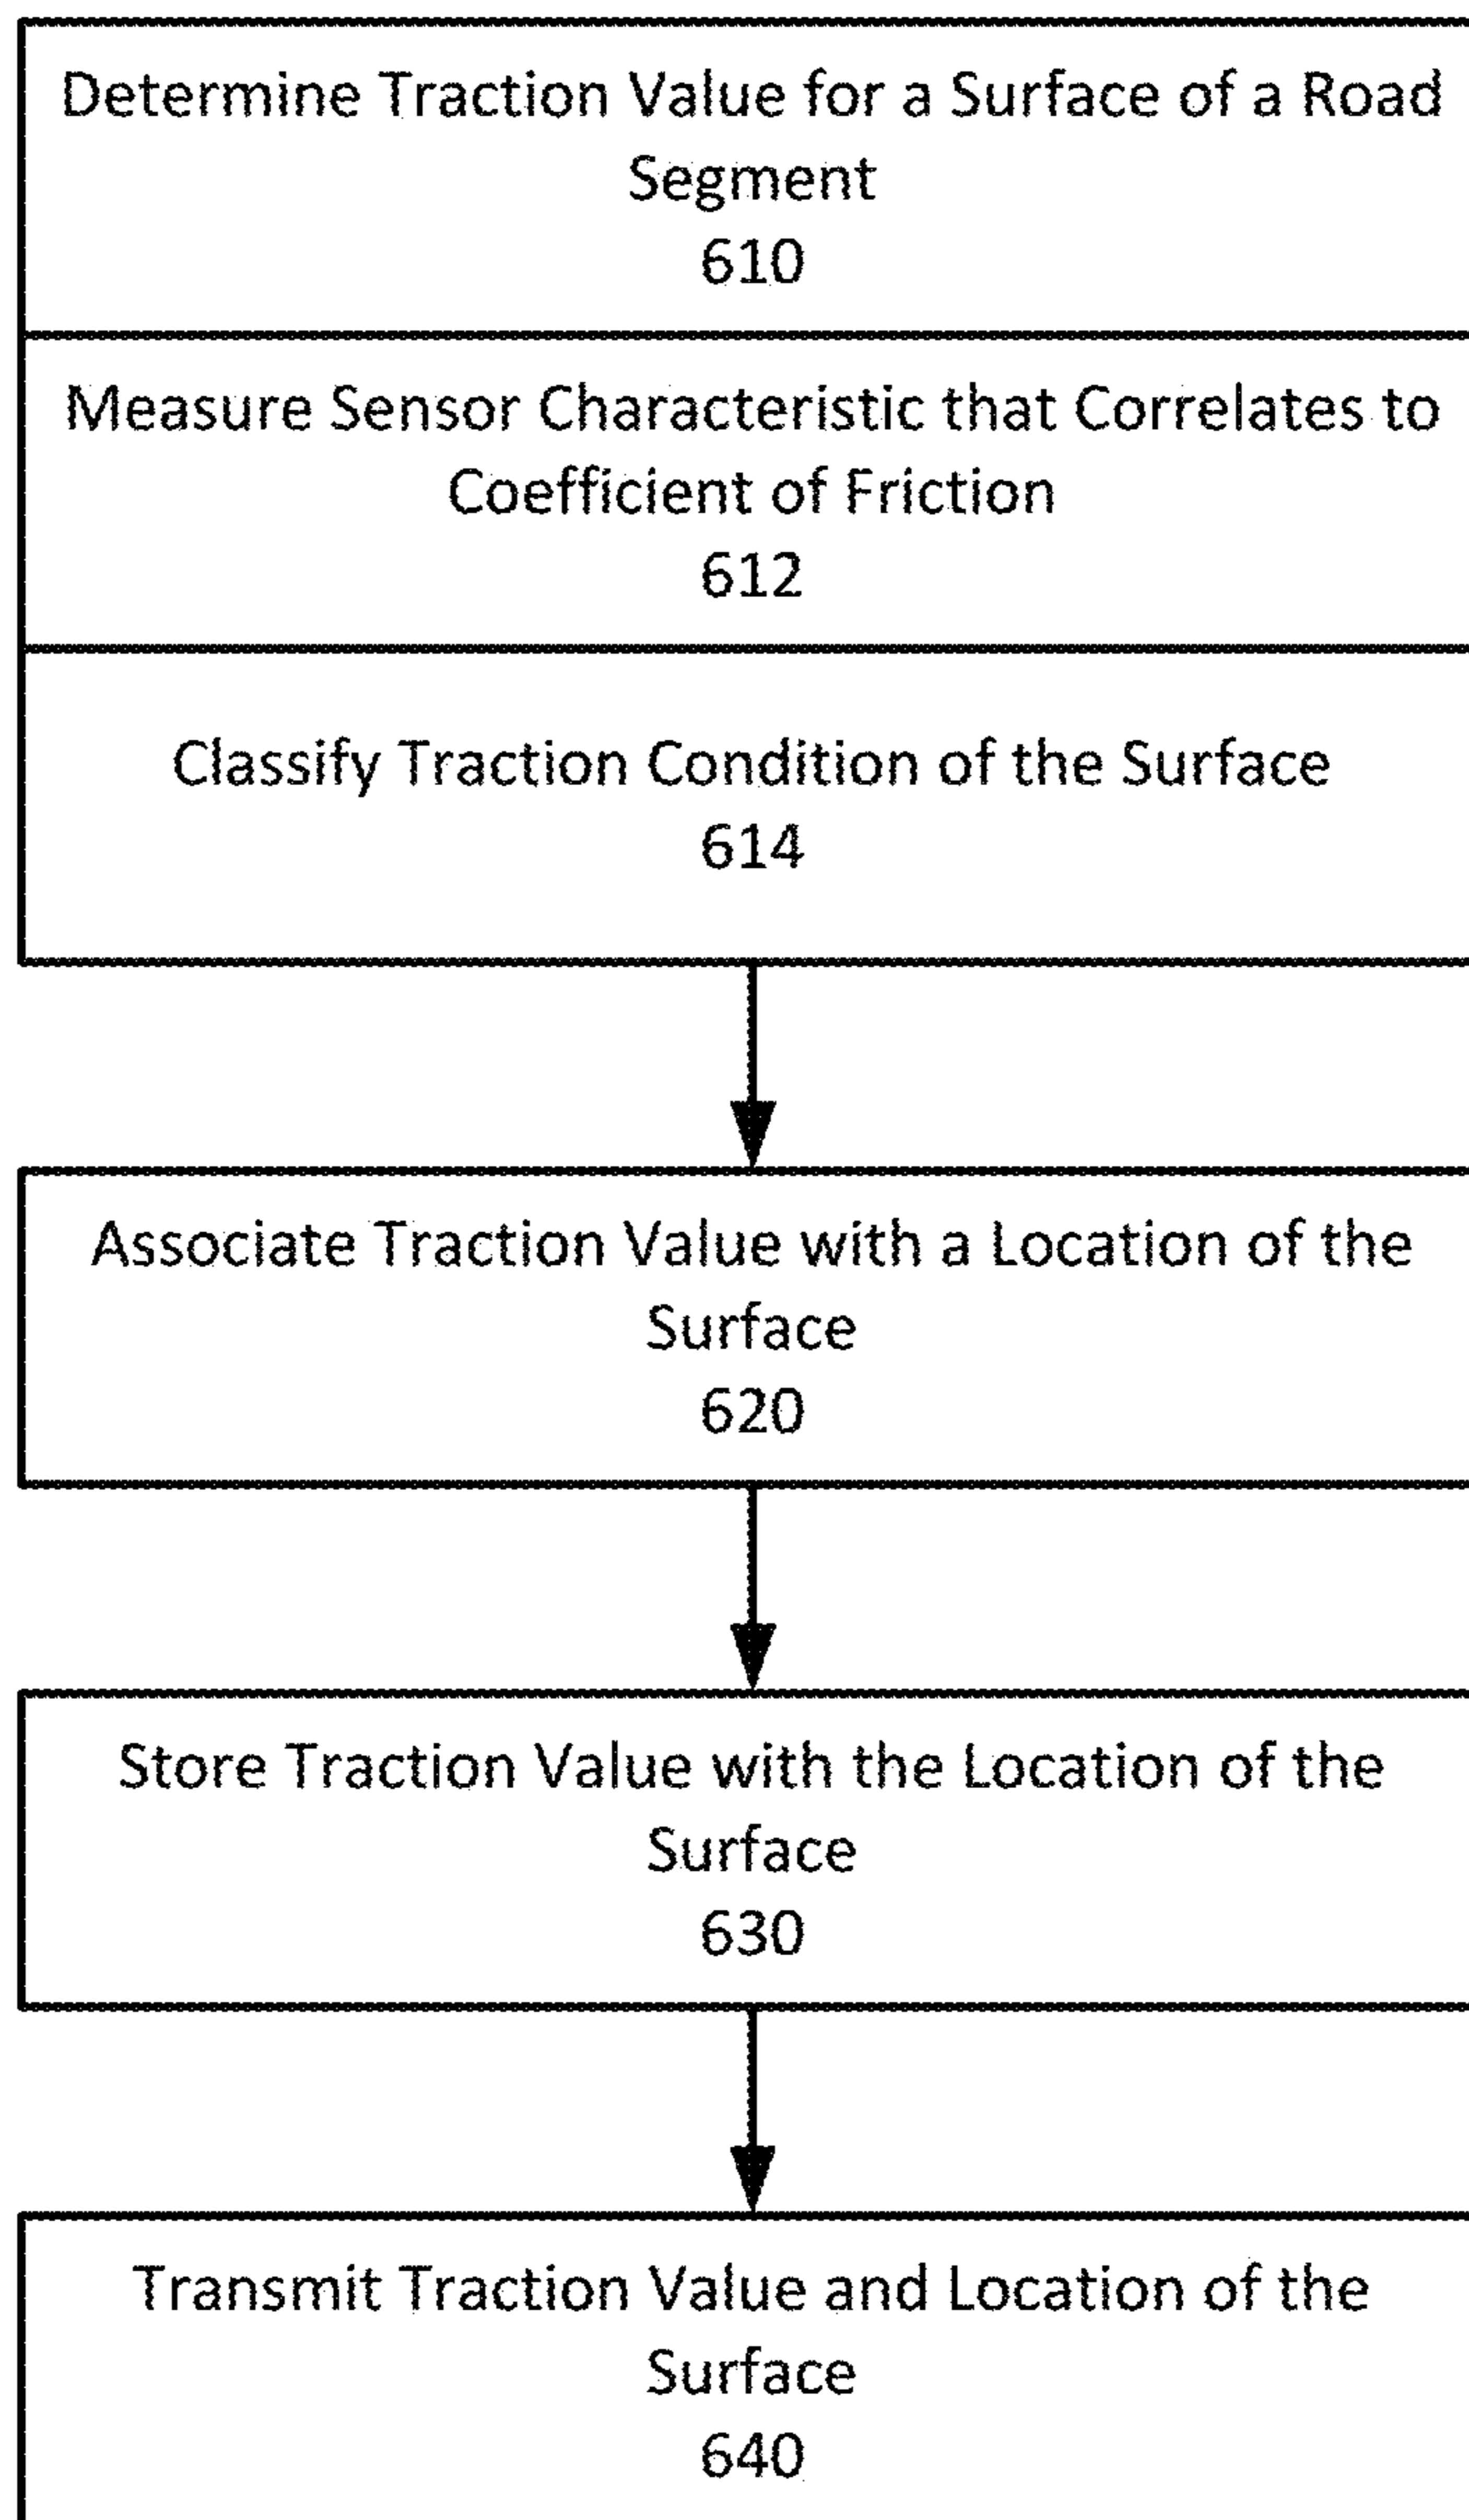 Determine Traction Value for a Surface of a Road
Segment
610
Measure Sensor Characteristic that Correlates to
Coefficient of Friction
612
Classify Traction Condition of the Surface
614
Associate Traction Value with a Location of the
Surface
620
Store Traction Value with the Location of the
Surface
630
Transmit Traction Value and Location of the
Surface
640